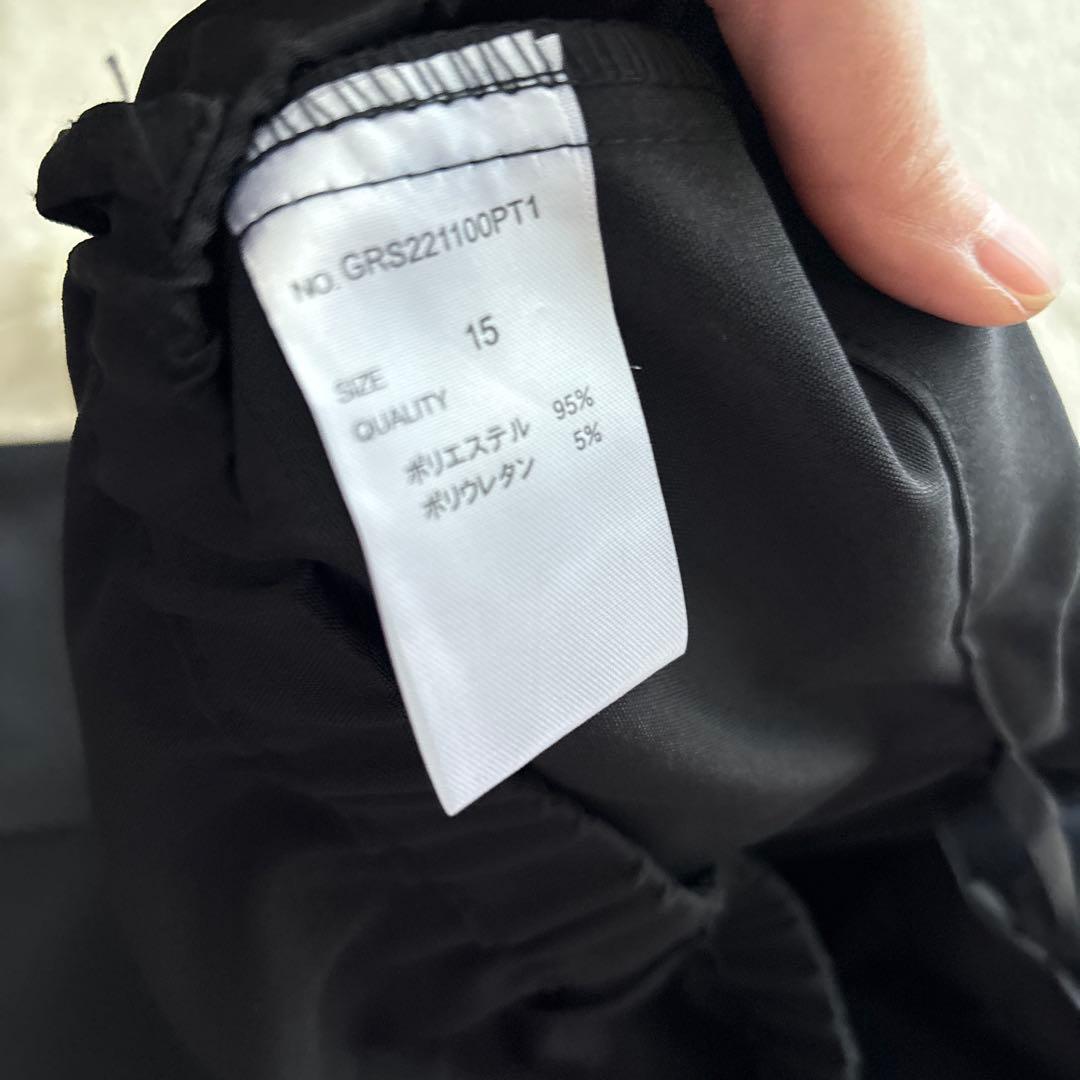 NO. GRS221100PT1
15
SIZE
QUALITY
ポリエステル 95%
ポリウレタン 5%